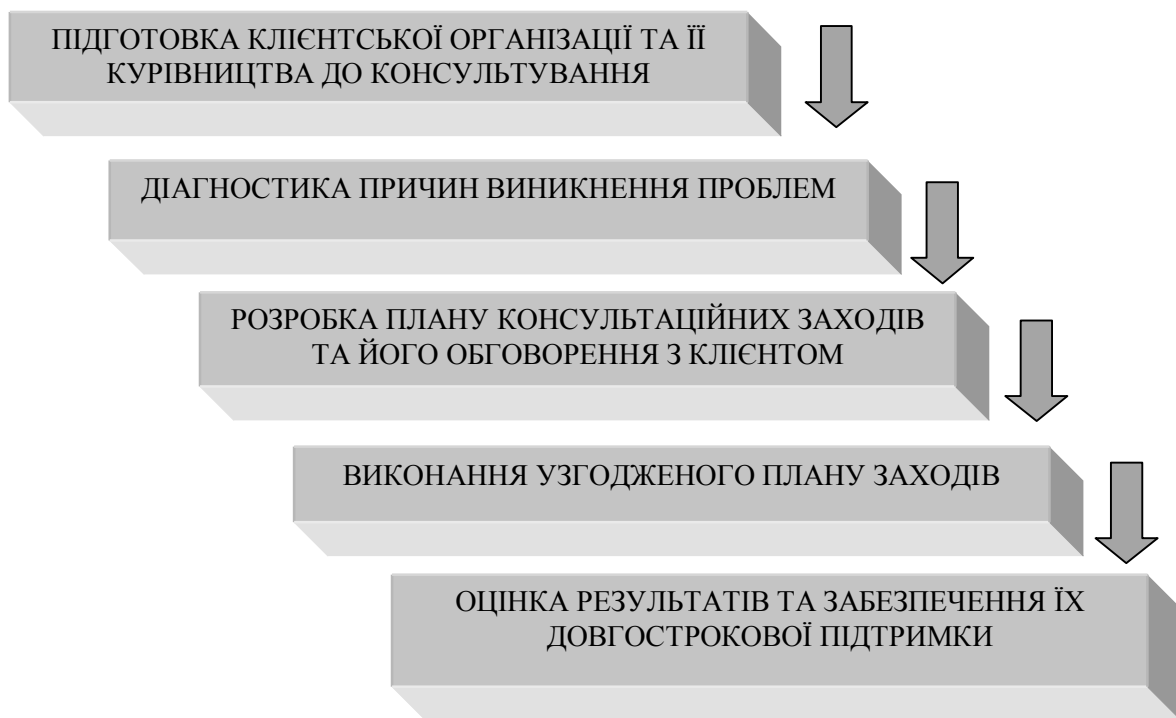 ПІДГОТОВКА КЛІЄНТСЬКОЇ ОРГАНІЗАЦІЇ ТА ЇЇ
КУРІВНИЦТВА ДО КОНСУЛЬТУВАННЯ
ДІАГНОСТИКА ПРИЧИН ВИНИКНЕННЯ ПРОБЛЕМ
РОЗРОБКА ПЛАНУ КОНСУЛЬТАЦІЙНИХ ЗАХОДІВ
ТА ЙОГО ОБГОВОРЕННЯ З КЛІЄНТОМ
ВИКОНАННЯ УЗГОДЖЕНОГО ПЛАНУ ЗАХОДІВ
ОЦІНКА РЕЗУЛЬТАТІВ ТА ЗАБЕЗПЕЧЕННЯ ЇХ
ДОВГОСТРОКОВОЇ ПІДТРИМКИ